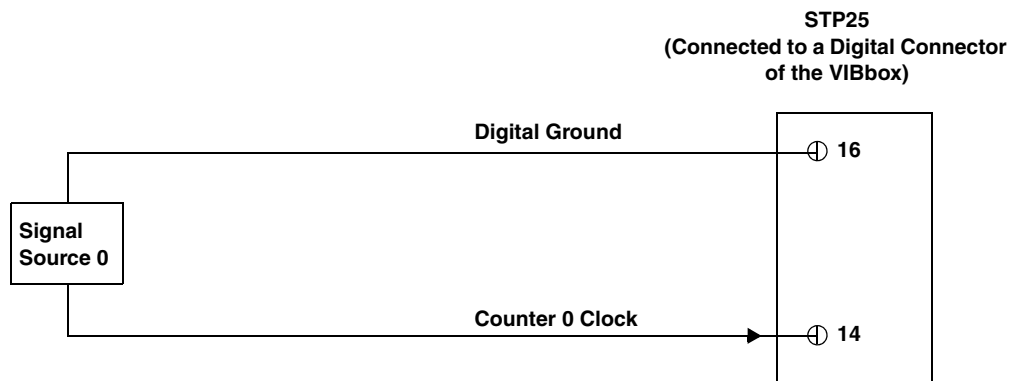 STP25
(Connected to a Digital Connector
of the VIBbox)
Digital Ground
16
Signal
Source 0
Counter 0 Clock
14